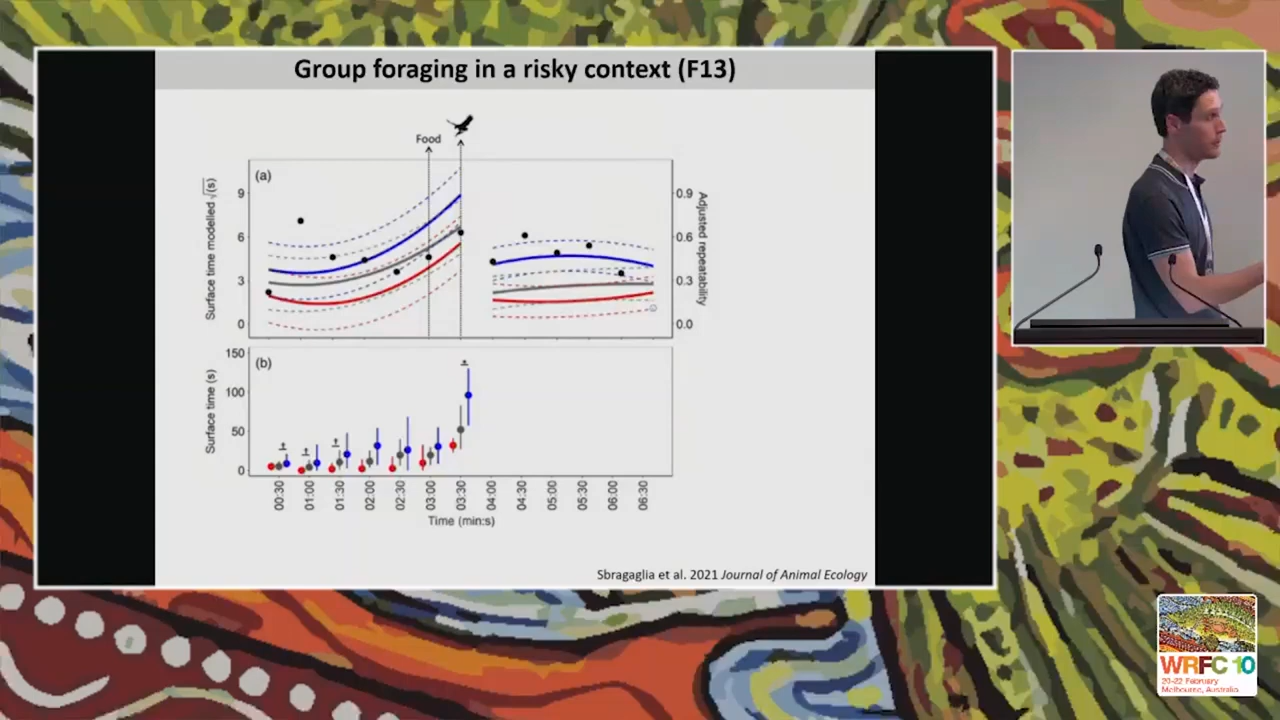 Group foraging in a risky context (F13)
Food
(a)
Surface time modelled √(s)
9
6
3
0
0.9
0.6
0.3
0.0
Adjusted repeatability
(b)
Surface time (s)
150
100
50
0
00:30
01:00
01:30
02:00
02:30
03:00
03:30
04:00
04:30
05:00
05:30
06:00
06:30
Time (min:s)
Sbragaglia et al. 2021 Journal of Animal Ecology
WRFC 10
20-22 February
Melbourne, Australia